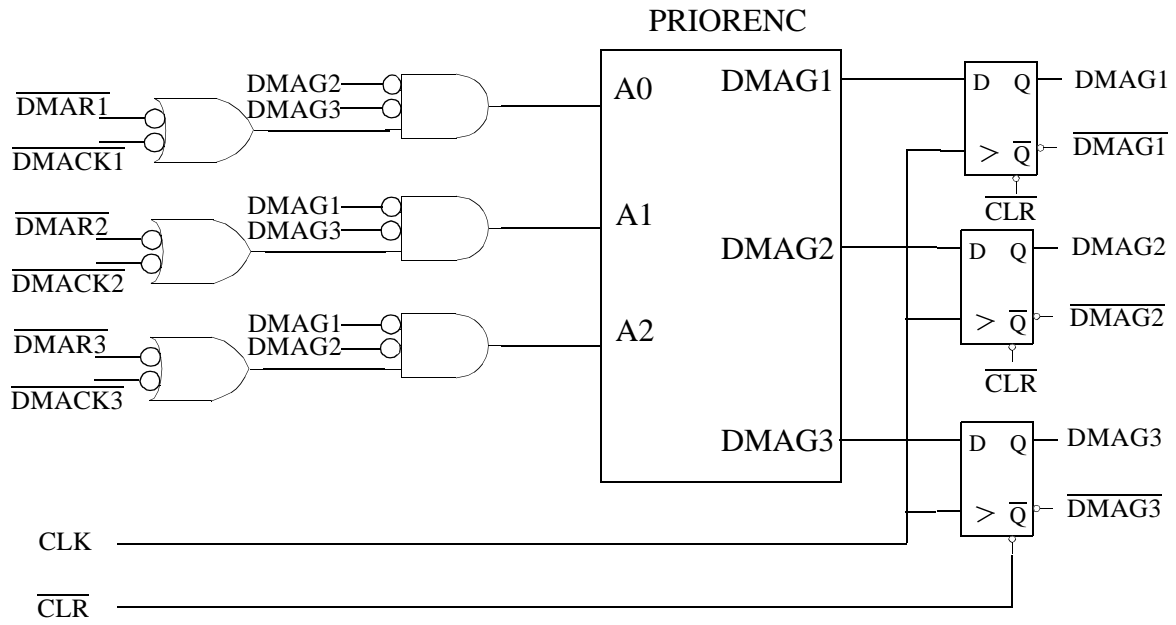 PRIORENC
DMAR1
DMACK1
DMAG2
DMAG3
A0
DMAG1
D Q
> Q
CLR
DMAG1
DMAG1
DMAR2
DMACK2
DMAG1
DMAG3
A1
DMAG2
D Q
> Q
CLR
DMAG2
DMAG2
DMAR3
DMACK3
DMAG1
DMAG2
A2
DMAG3
D Q
> Q
DMAG3
DMAG3
CLK
CLR